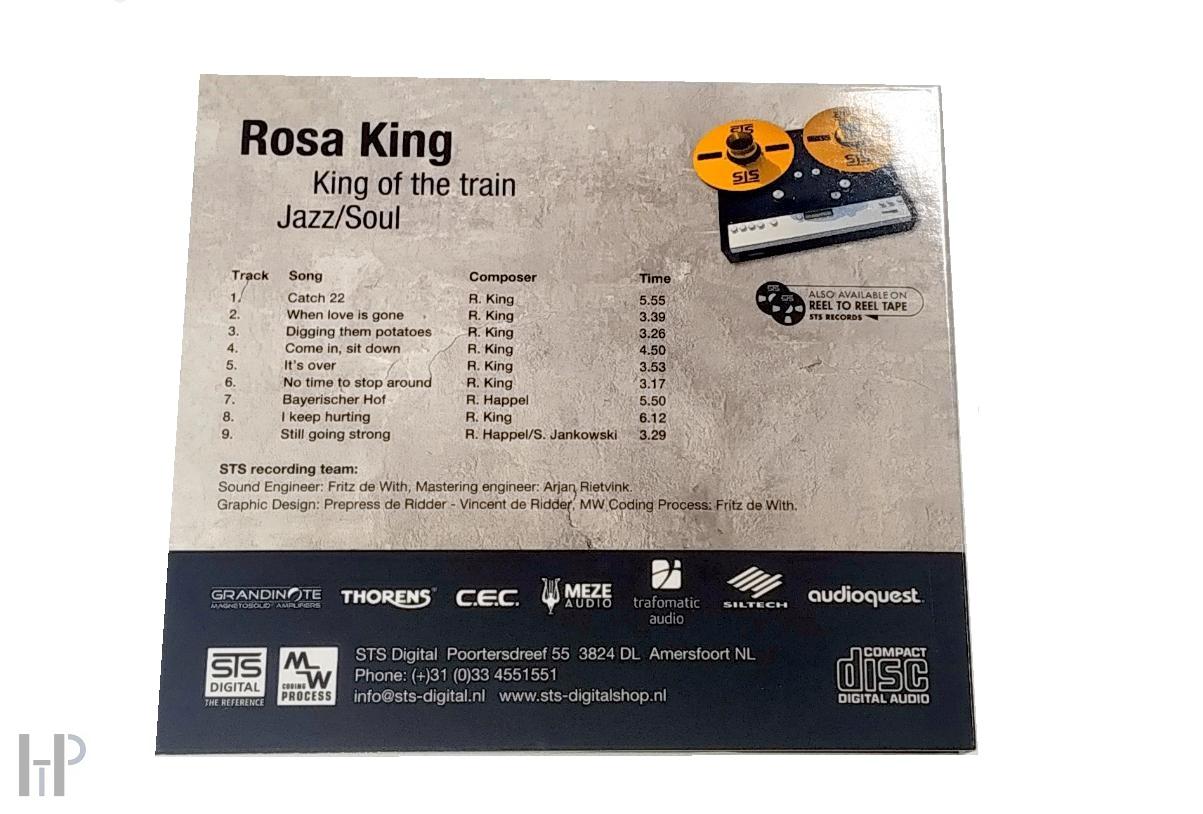 Rosa King
King of the train
Jazz/Soul
STS
STS
STS
Track Song Composer Time
1. Catch 22 R. King 5.55
2. When love is gone R. King 3.39
3. Digging them potatoes R. King 3.26
4. Come in, sit down R. King 4.50
5. It's over R. King 3.53
6. No time to stop around R. King 3.17
7. Bayerischer Hof R. Happel 5.50
8. I keep hurting R. King 6.12
9. Still going strong R. Happel/S. Jankowski 3.29
ALSO AVAILABLE ON
REEL TO REEL TAPE
STS RECORDS
STS recording team:
Sound Engineer: Fritz de With, Mastering engineer: Arjan Rietvink.
Graphic Design: Prepress de Ridder - Vincent de Ridder, MW Coding Process: Fritz de With.
GRANDINOTE
MAGNETOSOLID AMPLIFIERS
THORENS®
C.E.C.
MEZE
AUDIO
trafomatic
audio
SILTECH
audioquest.
STS
DIGITAL
THE REFERENCE
MW
CODING
PROCESS
STS Digital Poortersdreef 55 3824 DL Amersfoort NL
Phone: (+)31 (0)33 4551551
info@sts-digital.nl www.sts-digitalshop.nl
COMPACT
disc
DIGITAL AUDIO
HiP